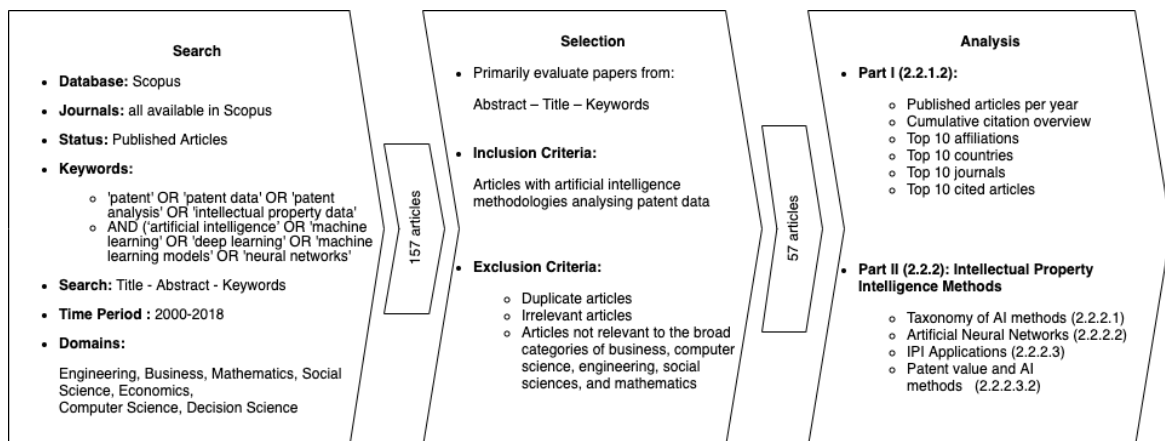 Search
• Database: Scopus
• Journals: all available in Scopus
• Status: Published Articles
• Keywords:
◦ 'patent' OR 'patent data' OR 'patent
analysis' OR 'intellectual property data'
◦ AND (‘artificial intelligence’ OR 'machine
learning' OR 'deep learning' OR 'machine
learning models' OR 'neural networks'
• Search: Title - Abstract - Keywords
• Time Period : 2000-2018
• Domains:
Engineering, Business, Mathematics, Social
Science, Economics,
Computer Science, Decision Science
157 articles
Selection
• Primarily evaluate papers from:
Abstract – Title – Keywords
• Inclusion Criteria:
Articles with artificial intelligence
methodologies analysing patent data
• Exclusion Criteria:
◦ Duplicate articles
◦ Irrelevant articles
◦ Articles not relevant to the broad
categories of business, computer
science, engineering, social
sciences, and mathematics
57 articles
Analysis
• Part I (2.2.1.2):
◦ Published articles per year
◦ Cumulative citation overview
◦ Top 10 affiliations
◦ Top 10 countries
◦ Top 10 journals
◦ Top 10 cited articles
• Part II (2.2.2): Intellectual Property
Intelligence Methods
◦ Taxonomy of AI methods (2.2.2.1)
◦ Artificial Neural Networks (2.2.2.2)
◦ IPI Applications (2.2.2.3)
◦ Patent value and AI
methods (2.2.2.3.2)